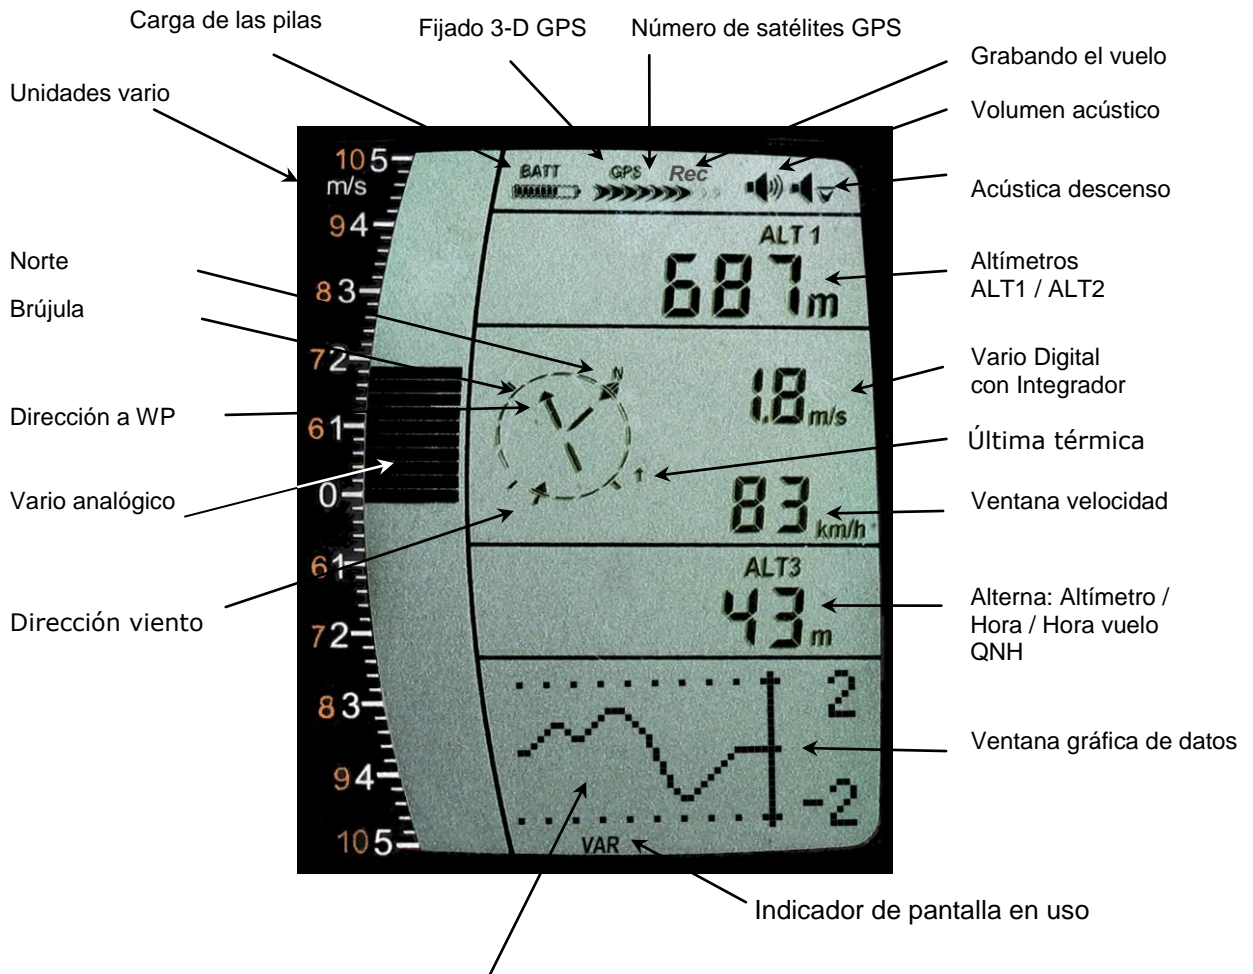 Carga de las pilas
Fijado 3-D GPS
Número de satélites GPS
Grabando el vuelo
Unidades vario
Volumen acústico
Acústica descenso
Norte
Brújula
Dirección a WP
Vario analógico
Dirección viento
Altímetros
ALT1 / ALT2
Vario Digital
con Integrador
Última térmica
Ventana velocidad
Alterna: Altímetro /
Hora / Hora vuelo
QNH
Ventana gráfica de datos
Indicador de pantalla en uso
10 5
m/s
9 4
8 3
7 2
6 1
0
6 1
7 2
8 3
9 4
10 5
BATT
GPS
Rec
ALT 1
687 m
N
1.8 m/s
83 km/h
ALT3
43 m
2
-2
VAR